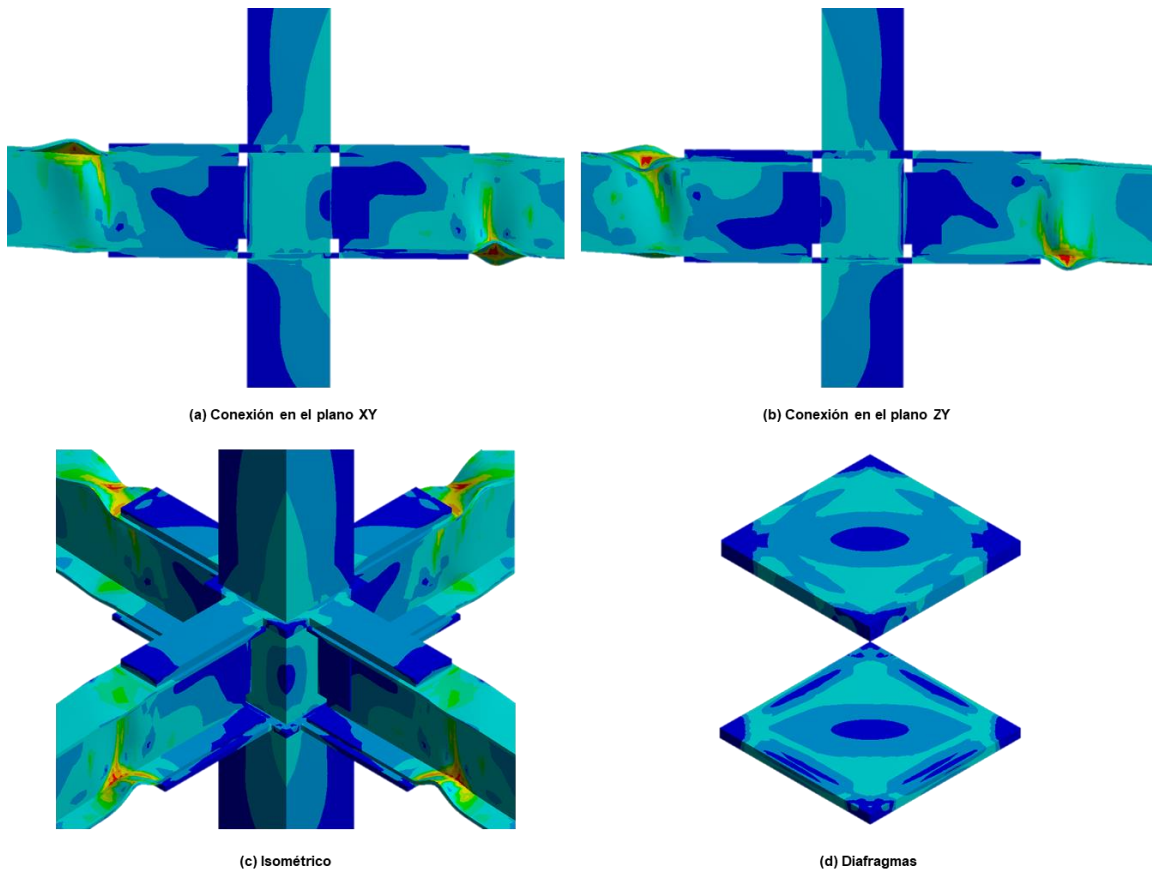 (a) Conexión en el plano XY
(b) Conexión en el plano ZY
(c) Isométrico
(d) Diafragmas